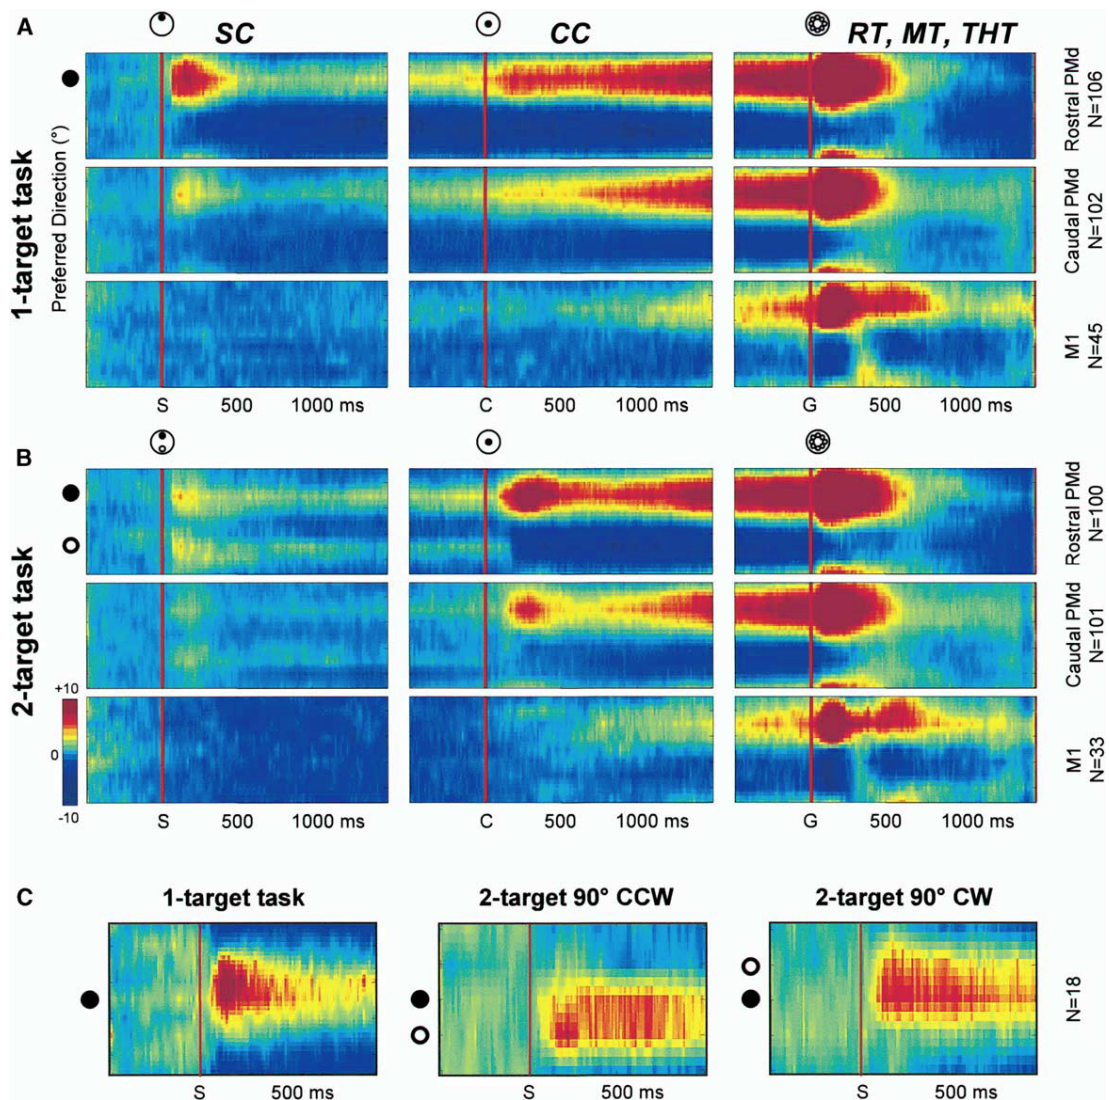 A
SC
CC
RT, MT, THT
1-target task
Preferred Direction (°)
Rostral PMd
N=106
Caudal PMd
N=102
M1
N=45
S 500 1000 ms
C 500 1000 ms
G 500 1000 ms
B
2-target task
Rostral PMd
N=100
Caudal PMd
N=101
M1
N=33
+10
0
-10
S 500 1000 ms
C 500 1000 ms
G 500 1000 ms
C
1-target task
2-target 90° CCW
2-target 90° CW
N=18
S 500 ms
S 500 ms
S 500 ms